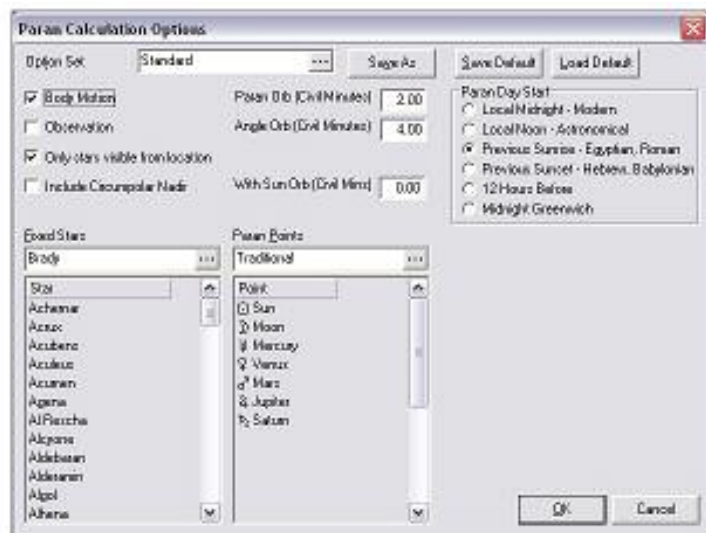 Paran Calculation Options
Option Set Standard ... Save As Save Default Load Default
Body Motion
Observation
Only stars visible from location
Include Circumpolar Nadir
Paran Orb (Civil Minutes) 2.00
Angle Orb (Civil Minutes) 4.00
With Sun Orb (Civil Mins) 0.00
Paran Day Start
Local Midnight - Modern
Local Noon - Astronomical
Previous Sunrise - Egyptian, Roman
Previous Sunset - Hebrew, Babylonian
12 Hours Before
Midnight Greenwich
Fixed Stars
Brady ...
Star
Achernar
Acrux
Acubens
Aculeus
Acumen
Agena
Al Rescha
Alcyone
Aldebaran
Alderamin
Algol
Alhena
Paran Points
Traditional ...
Point
Sun
Moon
Mercury
Venus
Mars
Jupiter
Saturn
OK Cancel